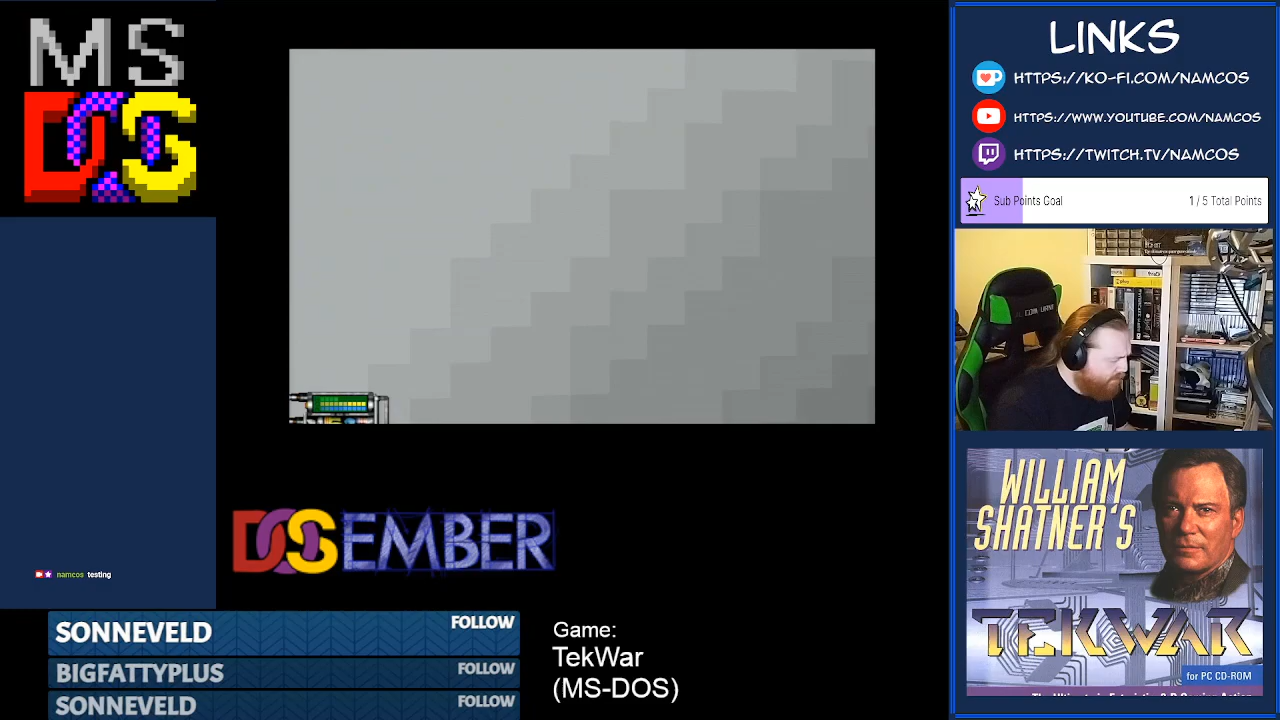 MS
DOS
LINKS
HTTPS://KO-FI.COM/NAMCOS
HTTPS://WWW.YOUTUBE.COM/NAMCOS
HTTPS://TWITCH.TV/NAMCOS
Sub Points Goal
1 / 5 Total Points
WILLIAM
SHATNER'S
TEKWAR
for PC CD-ROM
DOSEMBER
namcos testing
SONNEVELD
FOLLOW
BIGFATTYPLUS
FOLLOW
SONNEVELD
FOLLOW
Game:
TekWar
(MS-DOS)